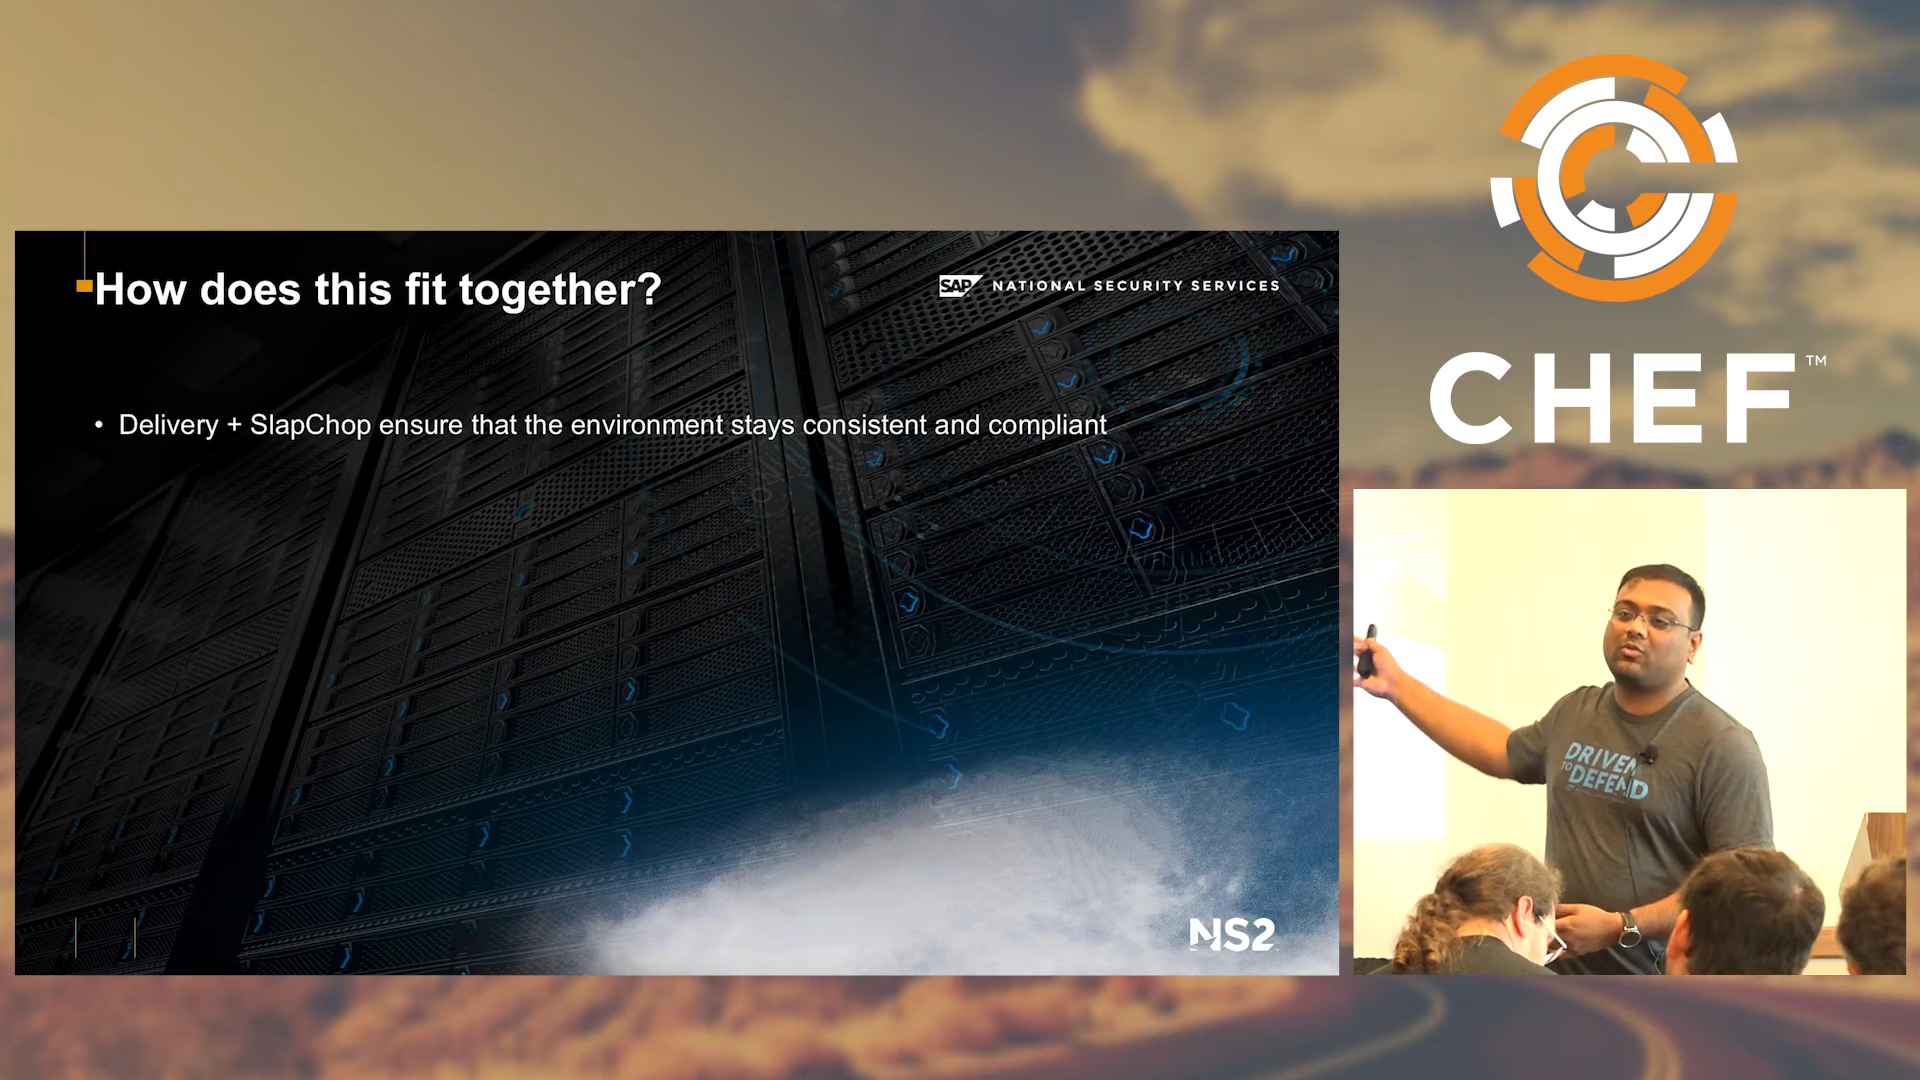 How does this fit together?
SAP NATIONAL SECURITY SERVICES
• Delivery + SlapChop ensure that the environment stays consistent and compliant
NS2
CHEF™
DRIVEN
TO DEFEND